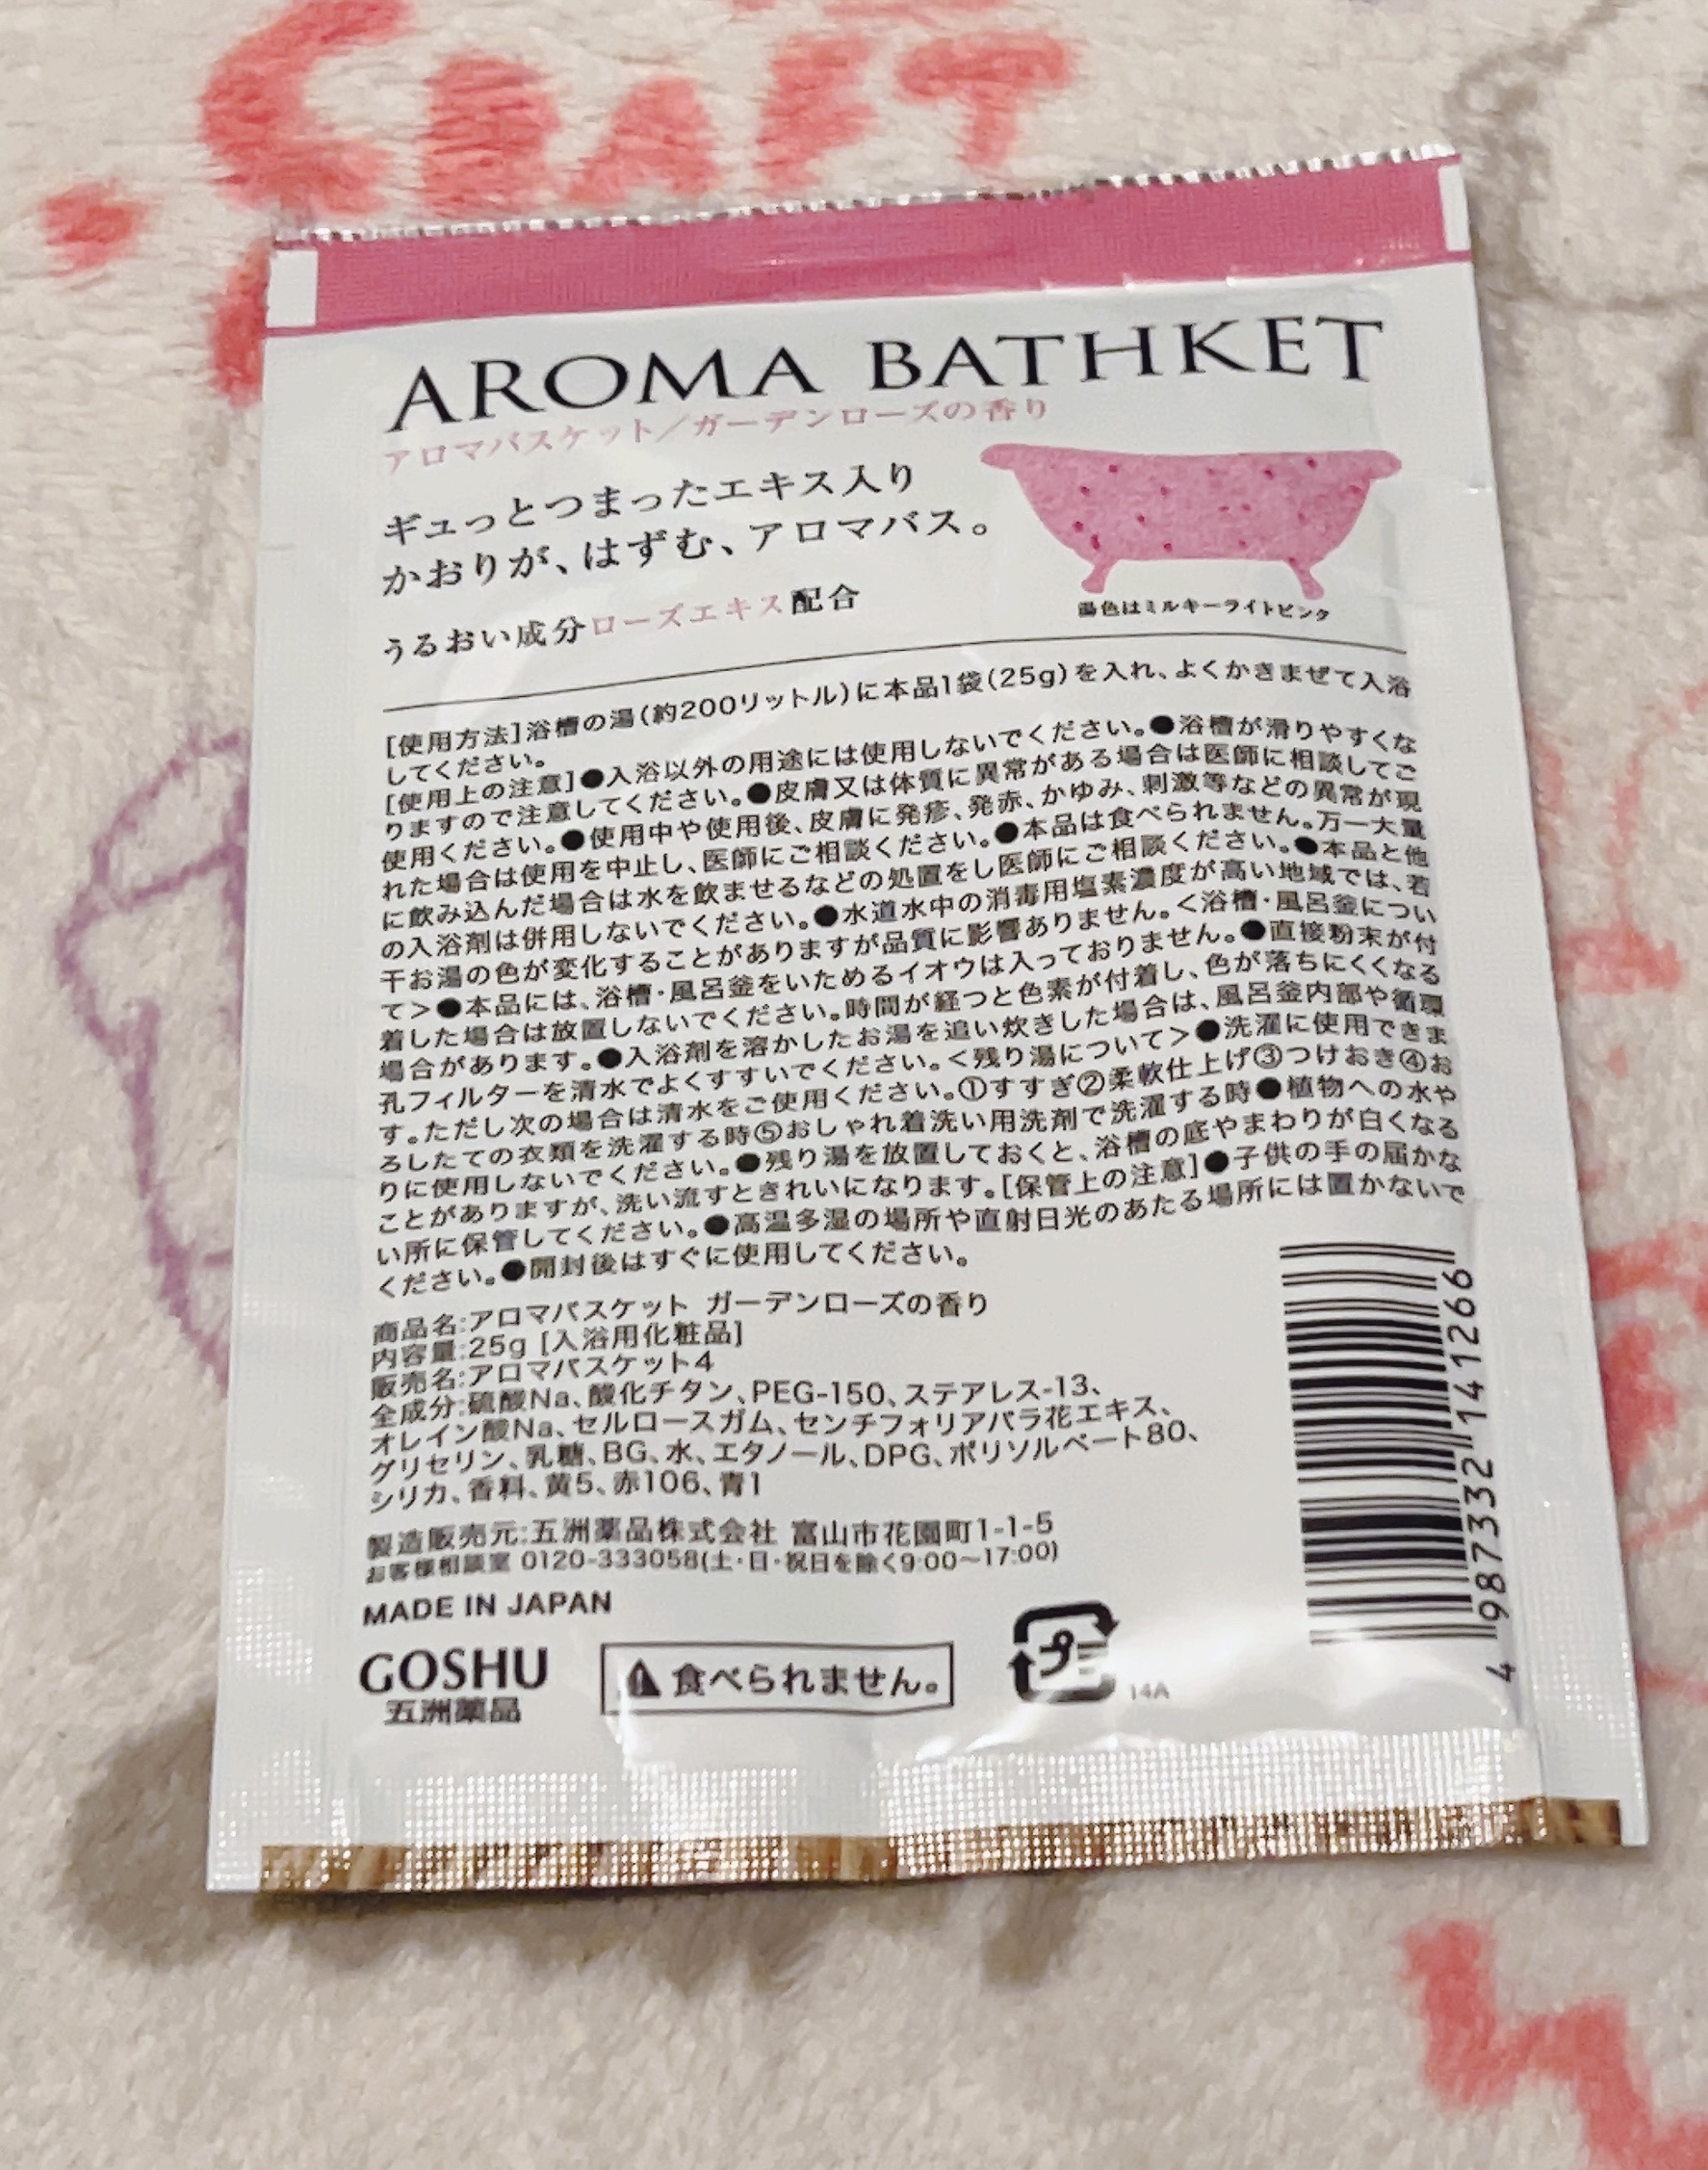 CRAFT
AROMA BATHKET
アロマバスケット/ガーデンローズの香り
ギュっとつまったエキス入り
かおりが、はずむ、アロマバス。
うるおい成分ローズエキス配合
湯色はミルキーライトピンク
[使用方法]浴槽の湯(約200リットル)に本品1袋(25g)を入れ、よくかきまぜて入浴
してください。
[使用上の注意]●入浴以外の用途には使用しないでください。●浴槽が滑りやすくな
りますので注意してください。●皮膚又は体質に異常がある場合は医師に相談してご
使用ください。●使用中や使用後、皮膚に発疹、発赤、かゆみ、刺激等などの異常が現
れた場合は使用を中止し、医師にご相談ください。●本品は食べられません。万一大量
に飲み込んだ場合は水を飲ませるなどの処置をし医師にご相談ください。●本品と他
の入浴剤は併用しないでください。●水道水中の消毒用塩素濃度が高い地域では、若
干お湯の色が変化することがありますが品質に影響ありません。<浴槽・風呂釜につい
て>●本品には、浴槽・風呂釜をいためるイオウは入っておりません。●直接粉末が付
着した場合は放置しないでください。時間が経つと色素が付着し、色が落ちにくくなる
場合があります。●入浴剤を溶かしたお湯を追い炊きした場合は、風呂釜内部や循環
孔フィルターを清水でよくすすいでください。<残り湯について>●洗濯に使用できま
す。ただし次の場合は清水をご使用ください。①すすぎ②柔軟仕上げ③つけおき④お
ろしたての衣類を洗濯する時⑤おしゃれ着洗い用洗剤で洗濯する時●植物への水や
りに使用しないでください。●残り湯を放置しておくと、浴槽の底やまわりが白くなる
ことがありますが、洗い流すときれいになります。[保管上の注意]●子供の手の届かな
い所に保管してください。●高温多湿の場所や直射日光のあたる場所には置かないで
ください。●開封後はすぐに使用してください。
商品名:アロマバスケット ガーデンローズの香り
内容量:25g [入浴用化粧品]
販売名:アロマバスケット4
全成分:硫酸Na、酸化チタン、PEG-150、ステアレス-13、
オレイン酸Na、セルロースガム、センチフォリアバラ花エキス、
グリセリン、乳糖、BG、水、エタノール、DPG、ポリソルベート80、
シリカ、香料、黄5、赤106、青1
製造販売元:五洲薬品株式会社 富山市花園町1-1-5
お客様相談室 0120-333058(土・日・祝日を除く9:00～17:00)
MADE IN JAPAN
GOSHU
五洲薬品
食べられません。
プラ
14A
4 987332 141266